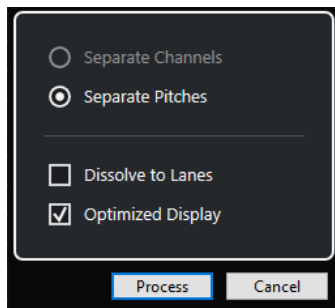 Separate Channels
Separate Pitches
Dissolve to Lanes
Optimized Display
Process Cancel